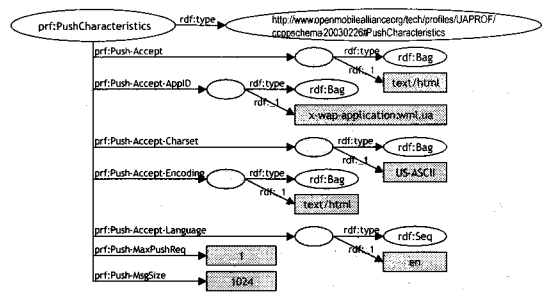 prf:PushCharacteristics
rdf:type
http://www.openmobilealliance.org/tech/profiles/UAPROF/
ccppschema-20030226#PushCharacteristics
prf:Push-Accept
rdf:type
rdf:Bag
rdf:_1
text/html
prf:Push-Accept-AppID
rdf:type
rdf:Bag
rdf:_1
x-wap-application:wml.ua
prf:Push-Accept-Charset
rdf:type
rdf:Bag
rdf:_1
US-ASCII
prf:Push-Accept-Encoding
rdf:type
rdf:Bag
rdf:_1
text/html
prf:Push-Accept-Language
rdf:type
rdf:Seq
rdf:_1
en
prf:Push-MaxPushReq
1
prf:Push-MsgSize
1024